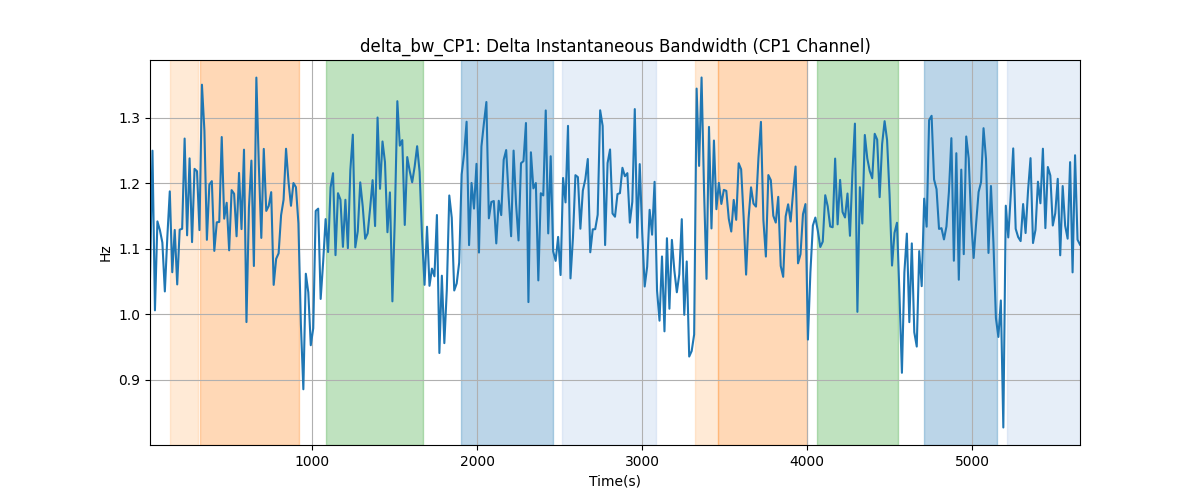 delta_bw_CP1: Delta Instantaneous Bandwidth (CP1 Channel)
Hz
1.3
1.2
1.1
1.0
0.9
1000 2000 3000 4000 5000
Time(s)